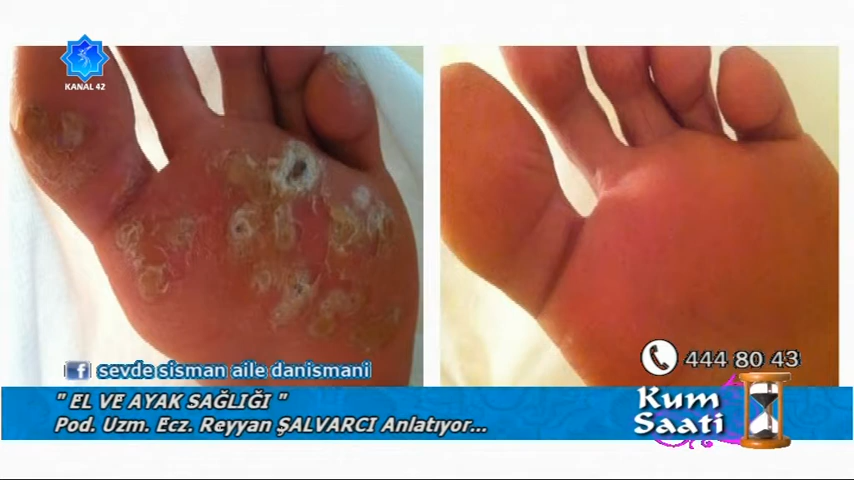 KANAL 42
444 80 43
sevde sisman aile danismani
" EL VE AYAK SAĞLIĞI "
Pod. Uzm. Ecz. Reyyan ŞALVARCI Anlatıyor...
Kum
Saati